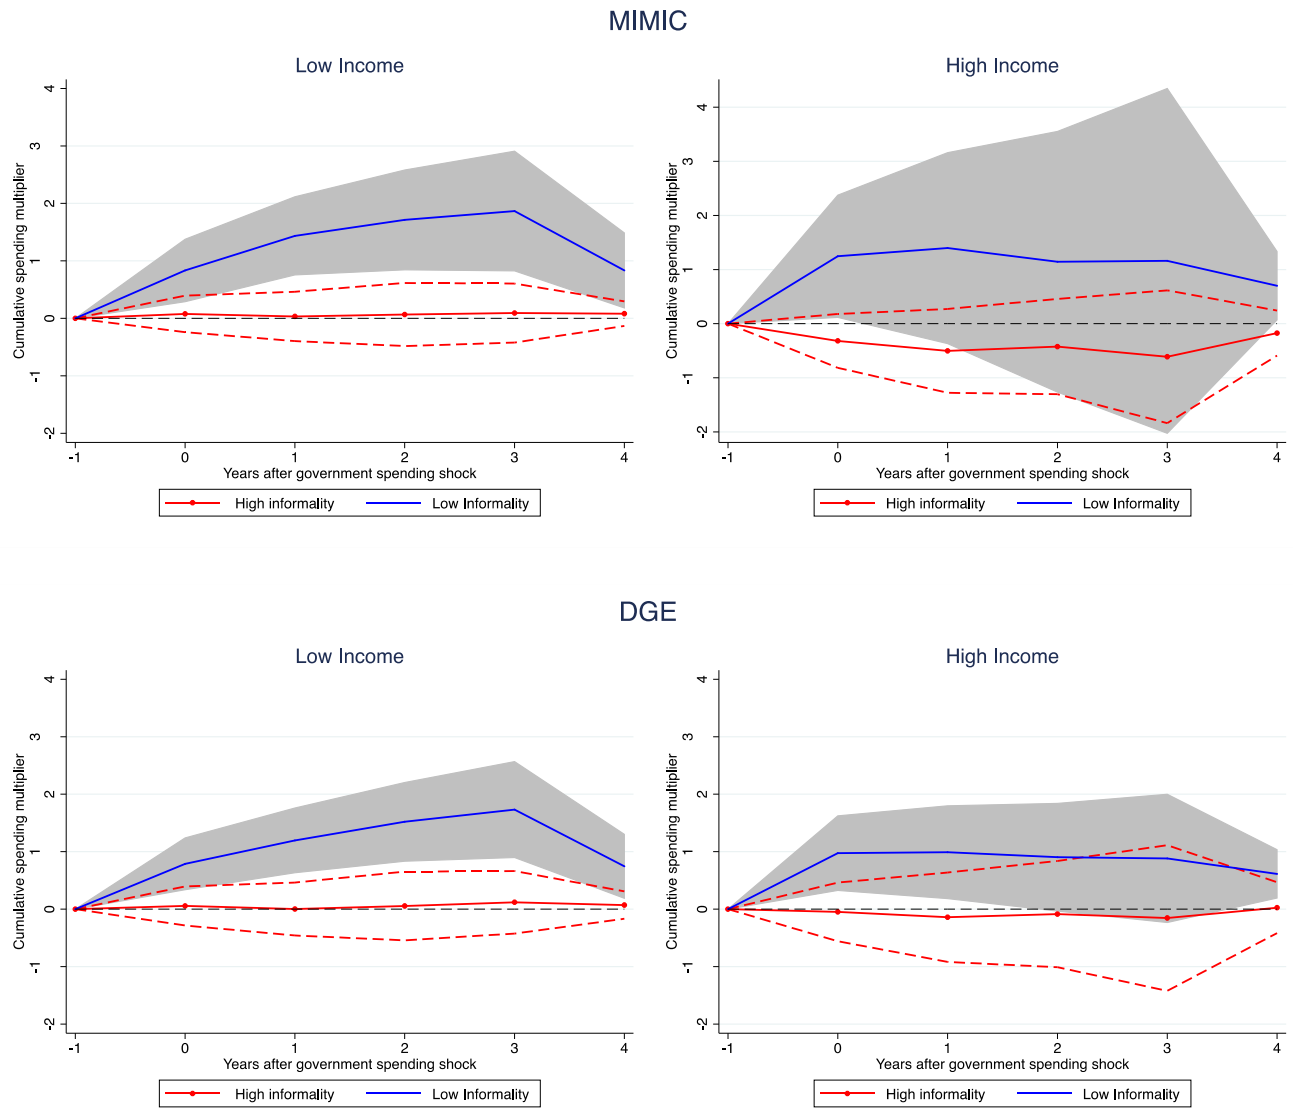 MIMIC
Low Income
Cumulative spending multiplier
4
3
2
1
0
-1
-2
-1 0 1 2 3 4
Years after government spending shock
High informality Low Informality
High Income
Cumulative spending multiplier
4
3
2
1
0
-1
-2
-1 0 1 2 3 4
Years after government spending shock
High informality Low Informality
DGE
Low Income
Cumulative spending multiplier
4
3
2
1
0
-1
-2
-1 0 1 2 3 4
Years after government spending shock
High informality Low Informality
High Income
Cumulative spending multiplier
4
3
2
1
0
-1
-2
-1 0 1 2 3 4
Years after government spending shock
High informality Low Informality